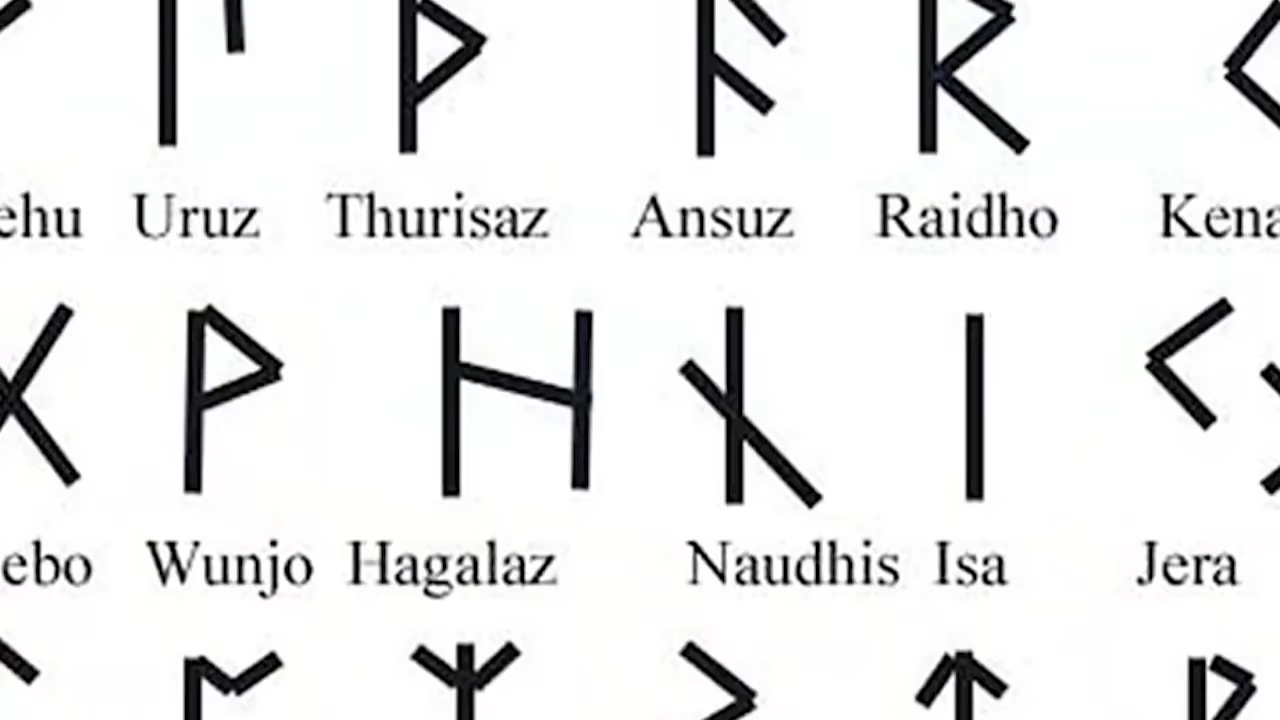 ᚢ ᚦ ᚨ ᚱ
ehu Uruz Thurisaz Ansuz Raidho Kena
ᚷ ᚹ ᚺ ᚾ ᛁ ᛃ
ebo Wunjo Hagalaz Naudhis Isa Jera